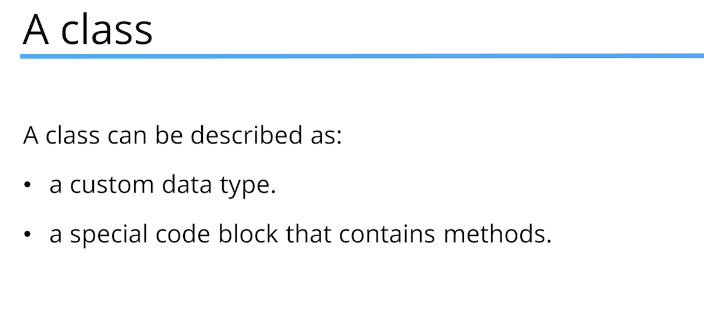 A class
A class can be described as:
• a custom data type.
• a special code block that contains methods.